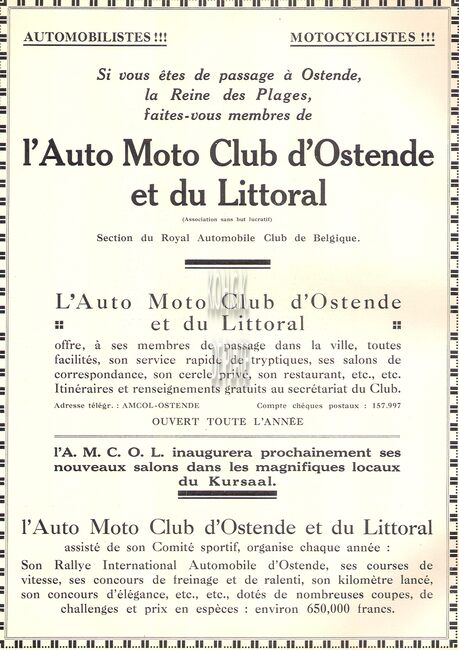 AUTOMOBILISTES!!! MOTOCYCLISTES !!!
Si vous êtes de passage à Ostende,
la Reine des Plages,
faites-vous membres de
l'Auto Moto Club d'Ostende
et du Littoral
(Association sans but lucratif)
Section du Royal Automobile Club de Belgique.
L'Auto Moto Club d'Ostende
et du Littoral
offre, à ses membres de passage dans la ville, toutes
facilités, son service rapide de tryptiques, ses salons de
correspondance, son cercle privé, son restaurant, etc., etc.
Itinéraires et renseignements gratuits au secrétariat du Club.
Adresse télégr. : AMCOL-OSTENDE Compte chéques postaux : 157.997
OUVERT TOUTE L'ANNÉE
l'A. M. C. O. L. inaugurera prochainement ses
nouveaux salons dans les magnifiques locaux
du Kursaal.
l'Auto Moto Club d'Ostende et du Littoral
assisté de son Comité sportif, organise chaque année :
Son Rallye International Automobile d'Ostende, ses courses de
vitesse, ses concours de freinage et de ralenti, son kilomètre lancé,
son concours d'élégance, etc., etc., dotés de nombreuses coupes, de
challenges et prix en espèces : environ 650,000 francs.